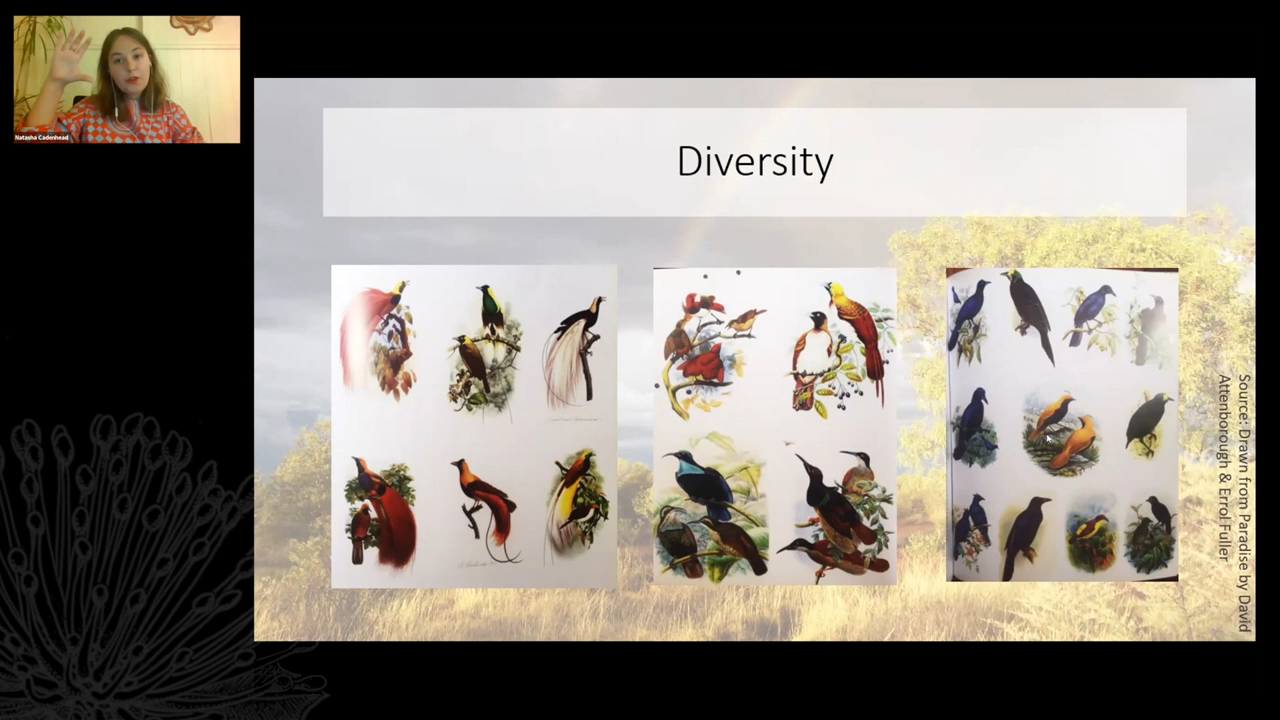 Natasha Cadenhead
Diversity
Source: Drawn from Paradise by David
Attenborough & Errol Fuller